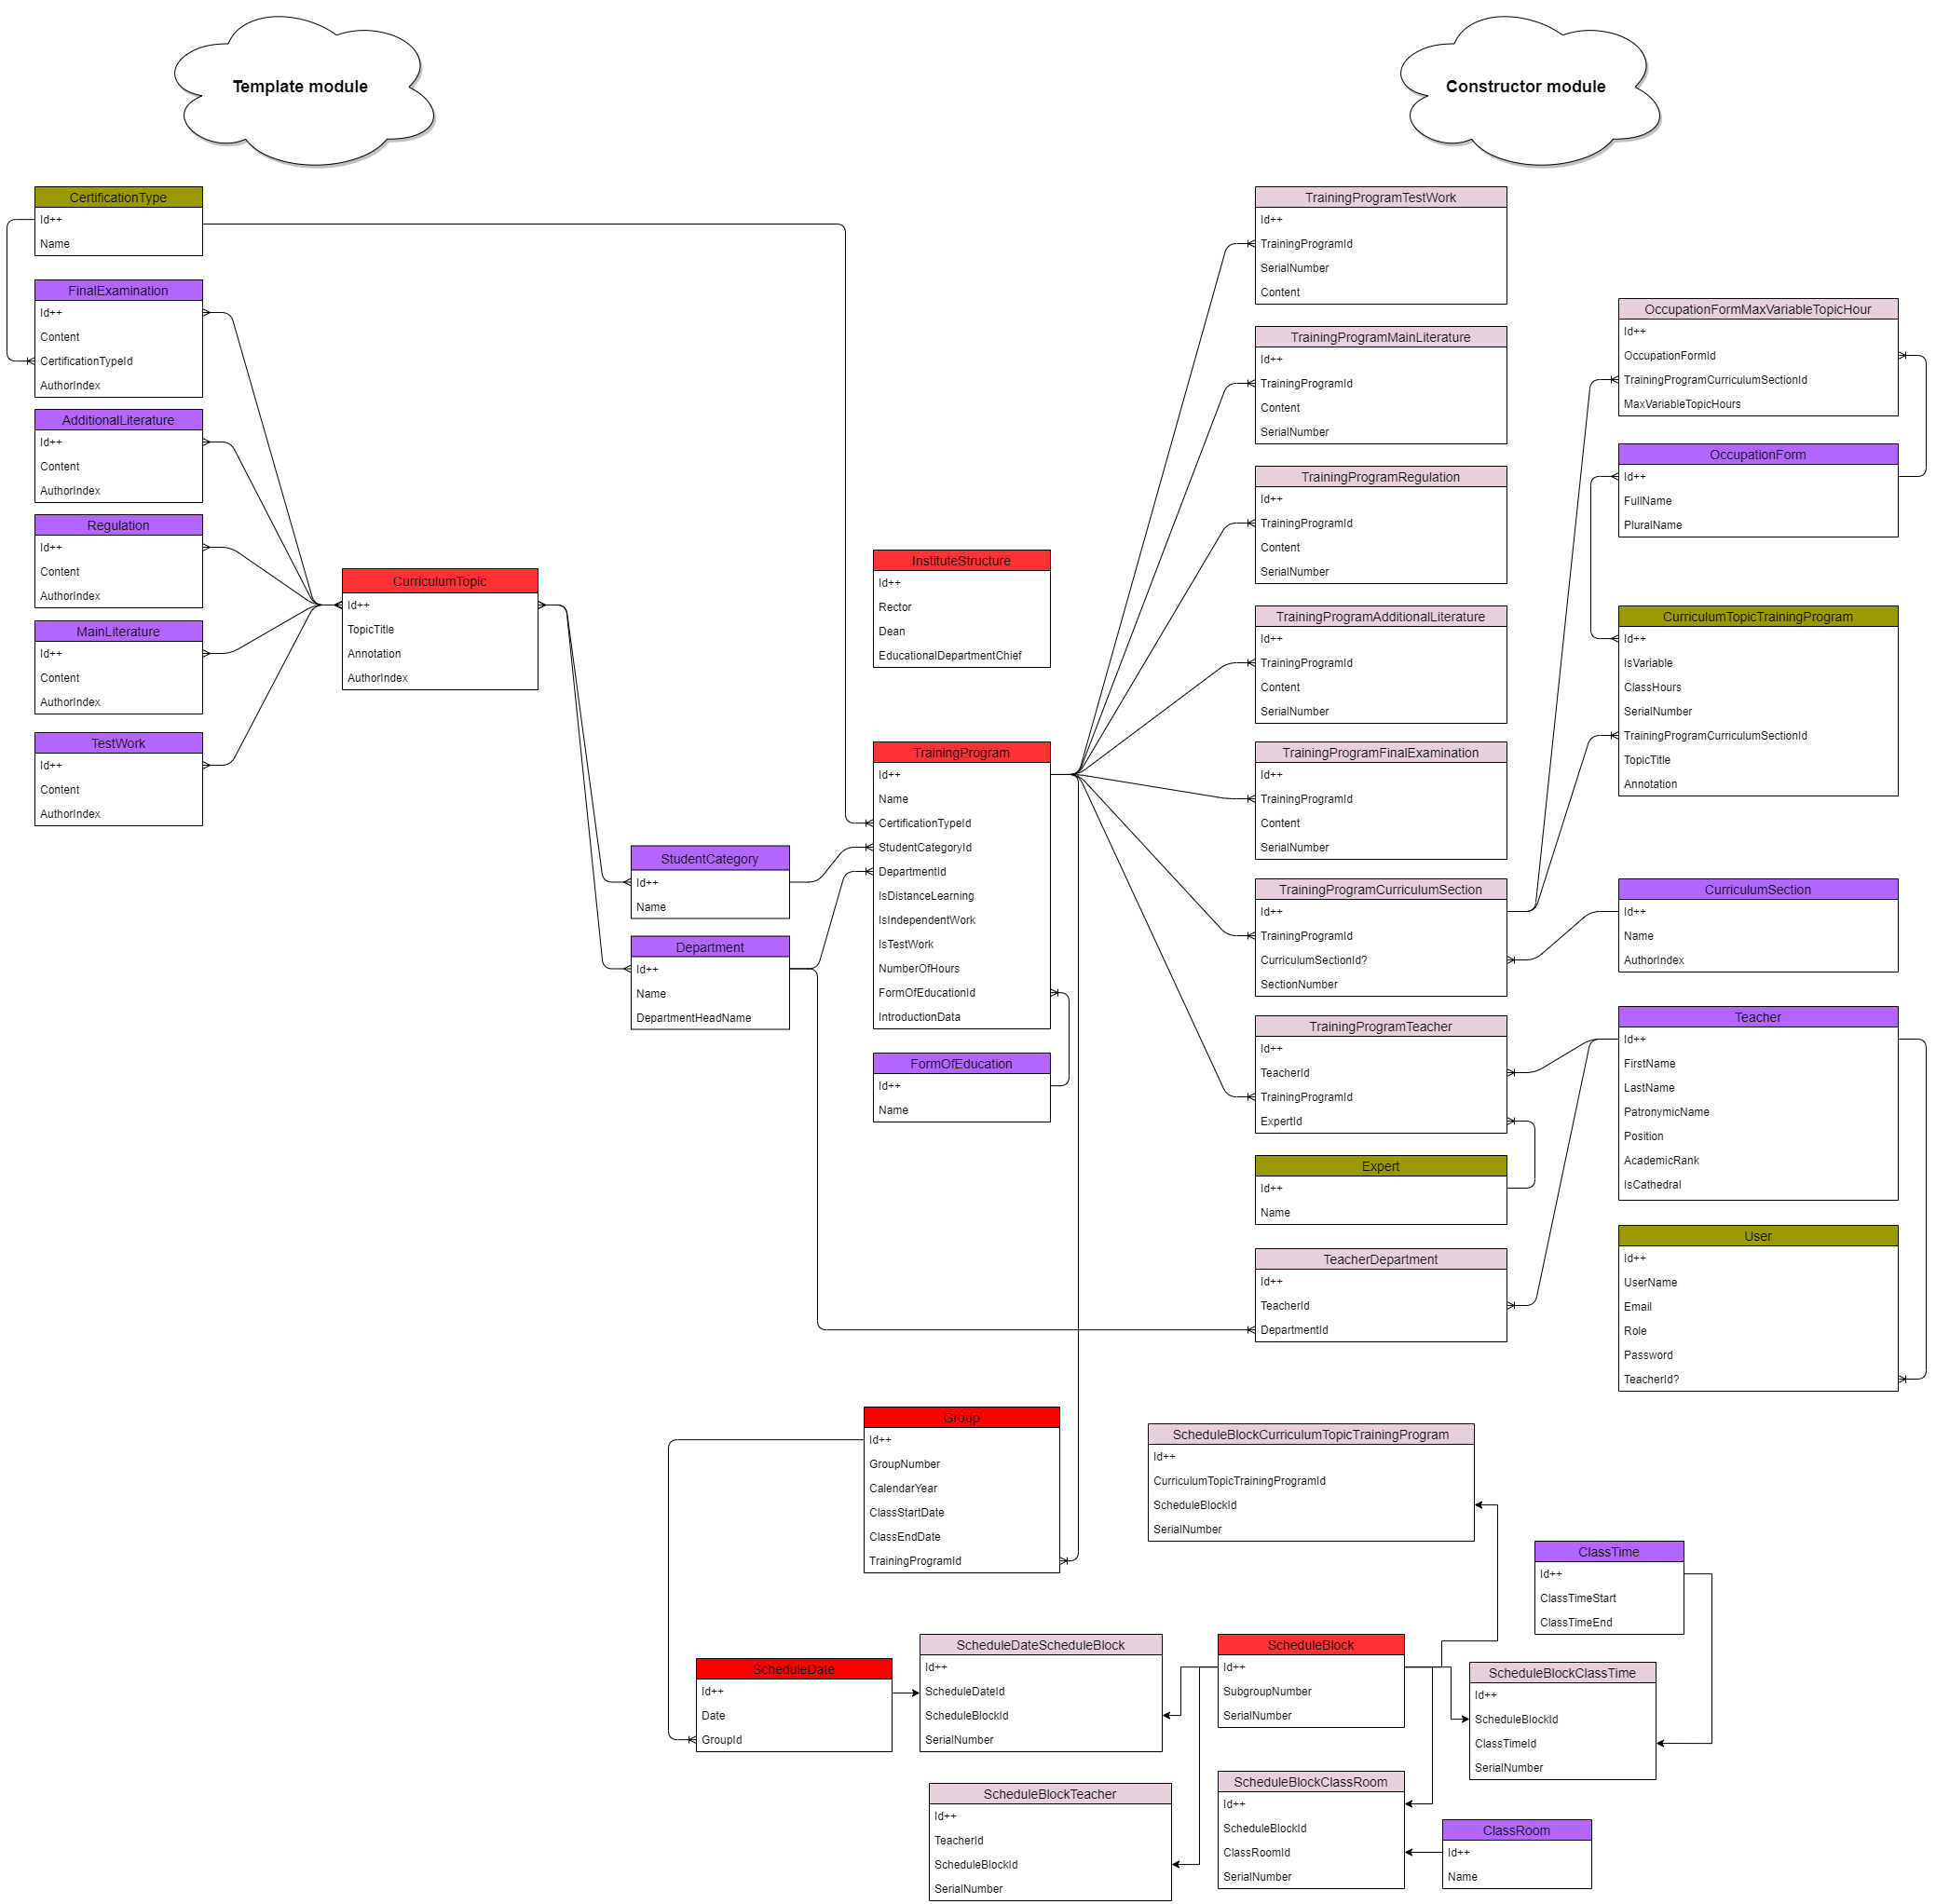 Template module
Constructor module
CertificationType
Id++
Name
FinalExamination
Id++
Content
CertificationTypeId
AuthorIndex
AdditionalLiterature
Id++
Content
AuthorIndex
Regulation
Id++
Content
AuthorIndex
MainLiterature
Id++
Content
AuthorIndex
TestWork
Id++
Content
AuthorIndex
CurriculumTopic
Id++
TopicTitle
Annotation
AuthorIndex
StudentCategory
Id++
Name
Department
Id++
Name
DepartmentHeadName
InstituteStructure
Id++
Rector
Dean
EducationalDepartmentChief
TrainingProgram
Id++
Name
CertificationTypeId
StudentCategoryId
DepartmentId
IsDistanceLearning
IsIndependentWork
IsTestWork
NumberOfHours
FormOfEducationId
IntroductionData
FormOfEducation
Id++
Name
TrainingProgramTestWork
Id++
TrainingProgramId
SerialNumber
Content
TrainingProgramMainLiterature
Id++
TrainingProgramId
Content
SerialNumber
TrainingProgramRegulation
Id++
TrainingProgramId
Content
SerialNumber
TrainingProgramAdditionalLiterature
Id++
TrainingProgramId
Content
SerialNumber
TrainingProgramFinalExamination
Id++
TrainingProgramId
Content
SerialNumber
TrainingProgramCurriculumSection
Id++
TrainingProgramId
CurriculumSectionId?
SectionNumber
TrainingProgramTeacher
Id++
TeacherId
TrainingProgramId
ExpertId
Expert
Id++
Name
TeacherDepartment
Id++
TeacherId
DepartmentId
OccupationFormMaxVariableTopicHour
Id++
OccupationFormId
TrainingProgramCurriculumSectionId
MaxVariableTopicHours
OccupationForm
Id++
FullName
PluralName
CurriculumTopicTrainingProgram
Id++
IsVariable
ClassHours
SerialNumber
TrainingProgramCurriculumSectionId
TopicTitle
Annotation
CurriculumSection
Id++
Name
AuthorIndex
Teacher
Id++
FirstName
LastName
PatronymicName
Position
AcademicRank
IsCathedral
User
Id++
UserName
Email
Role
Password
TeacherId?
Group
Id++
GroupNumber
CalendarYear
ClassStartDate
ClassEndDate
TrainingProgramId
ScheduleBlockCurriculumTopicTrainingProgram
Id++
CurriculumTopicTrainingProgramId
ScheduleBlockId
SerialNumber
ClassTime
Id++
ClassTimeStart
ClassTimeEnd
ScheduleDate
Id++
Date
GroupId
ScheduleDateScheduleBlock
Id++
ScheduleDateId
ScheduleBlockId
SerialNumber
ScheduleBlock
Id++
SubgroupNumber
SerialNumber
ScheduleBlockClassTime
Id++
ScheduleBlockId
ClassTimeId
SerialNumber
ScheduleBlockTeacher
Id++
TeacherId
ScheduleBlockId
SerialNumber
ScheduleBlockClassRoom
Id++
ScheduleBlockId
ClassRoomId
SerialNumber
ClassRoom
Id++
Name